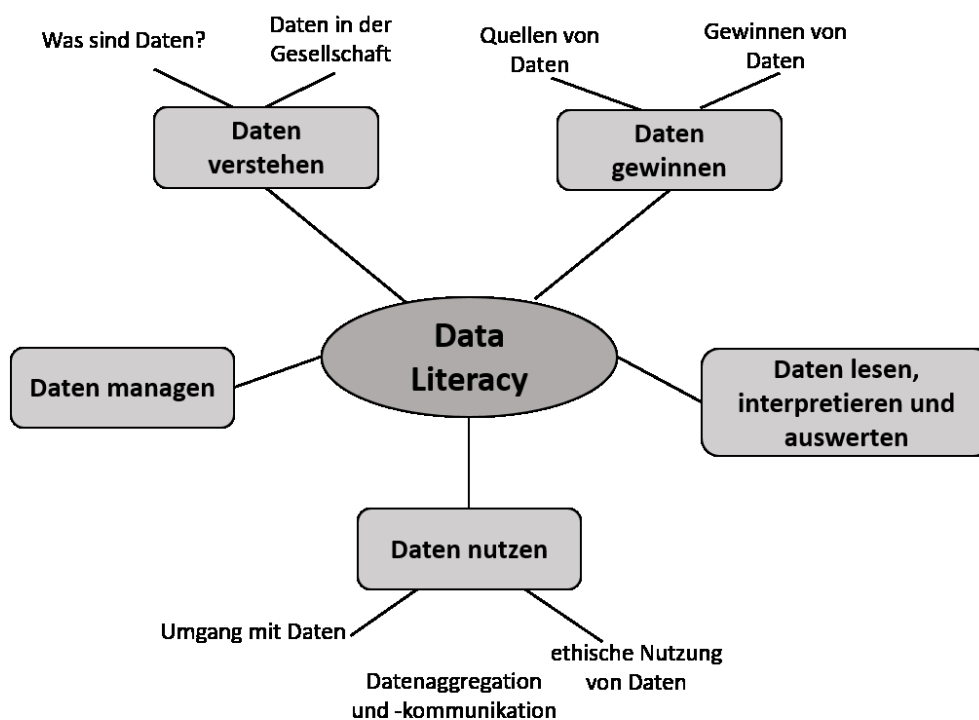 Was sind Daten?
Daten in der
Gesellschaft
Quellen von
Daten
Gewinnen von
Daten
Daten
verstehen
Daten
gewinnen
Data
Literacy
Daten managen
Daten lesen,
interpretieren und
auswerten
Daten nutzen
Umgang mit Daten
Datenaggregation
und -kommunikation
ethische Nutzung
von Daten